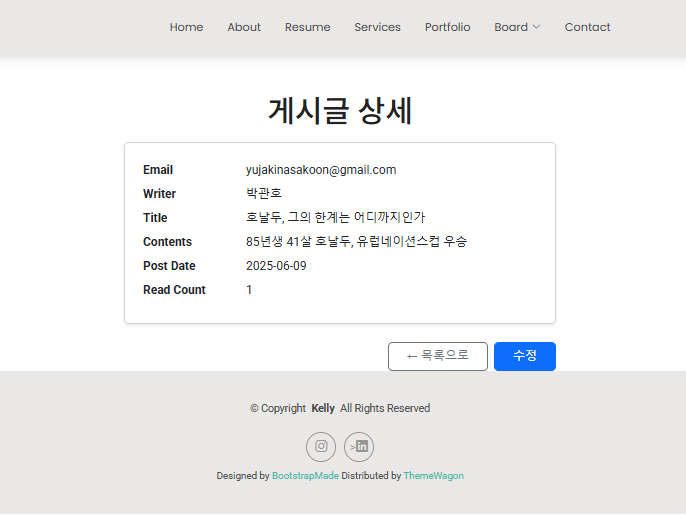 Home About Resume Services Portfolio Board Contact
게시글 상세
Email yujakinasakoon@gmail.com
Writer 박관호
Title 호날두, 그의 한계는 어디까지인가
Contents 85년생 41살 호날두, 유럽네이션스컵 우승
Post Date 2025-06-09
Read Count 1
← 목록으로 수정
© Copyright Kelly All Rights Reserved
>in
Designed by BootstrapMade Distributed by ThemeWagon